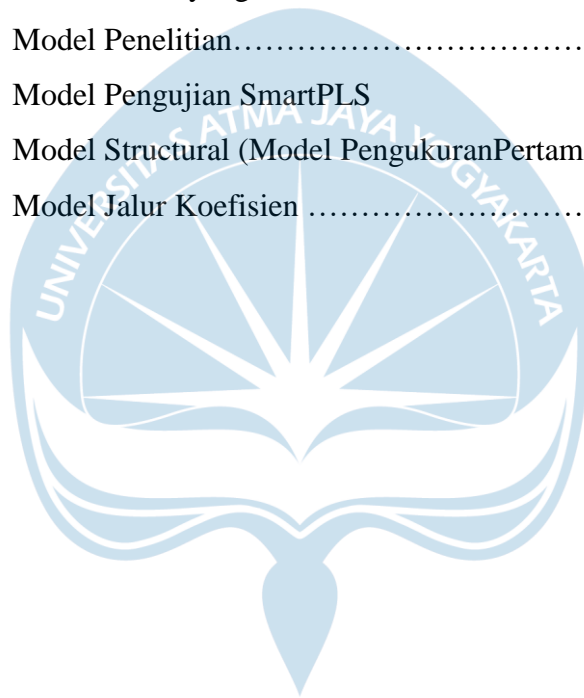 Model Penelitian……………………………
Model Pengujian SmartPLS
Model Structural (Model PengukuranPertam
Model Jalur Koefisien ……………………
UNIVERSITAS ATMA JAYA YOGYAKARTA